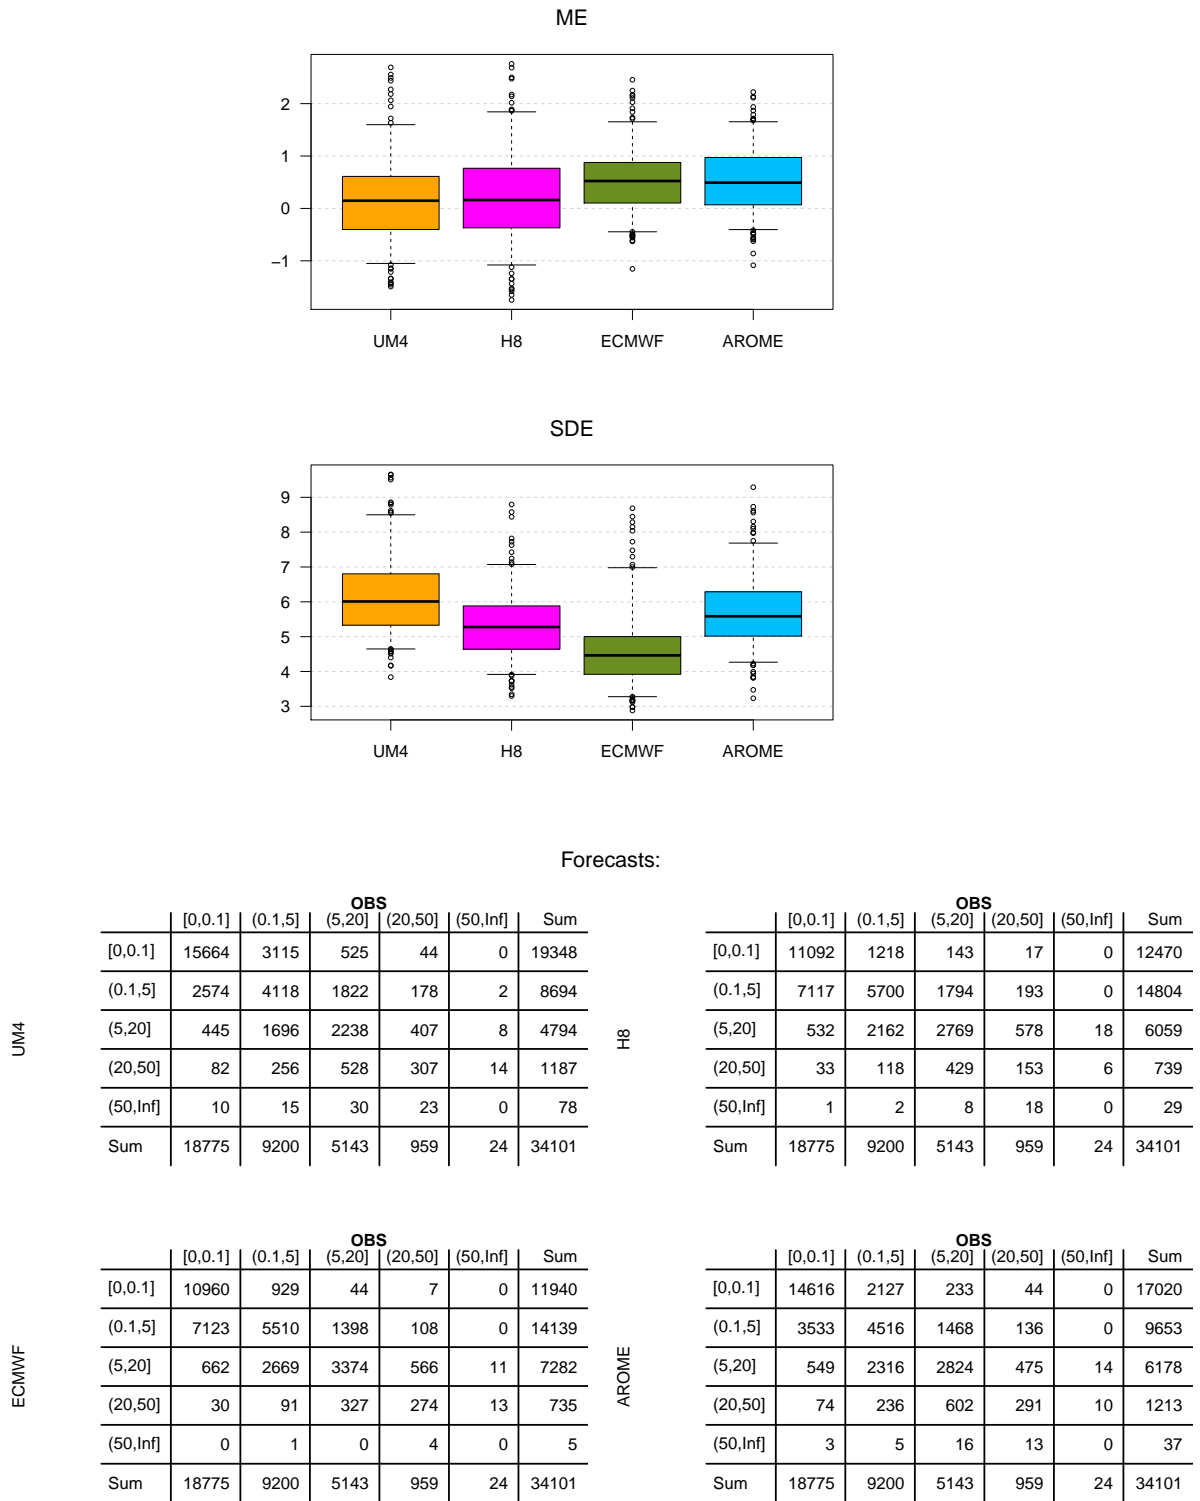 ME
2
1
0
−1
UM4 H8 ECMWF AROME
SDE
9
8
7
6
5
4
3
UM4 H8 ECMWF AROME
Forecasts:
UM4
OBS
[0,0.1] (0.1,5] (5,20] (20,50] (50,Inf] Sum
[0,0.1] 15664 3115 525 44 0 19348
(0.1,5] 2574 4118 1822 178 2 8694
(5,20] 445 1696 2238 407 8 4794
(20,50] 82 256 528 307 14 1187
(50,Inf] 10 15 30 23 0 78
Sum 18775 9200 5143 959 24 34101
H8
OBS
[0,0.1] (0.1,5] (5,20] (20,50] (50,Inf] Sum
[0,0.1] 11092 1218 143 17 0 12470
(0.1,5] 7117 5700 1794 193 0 14804
(5,20] 532 2162 2769 578 18 6059
(20,50] 33 118 429 153 6 739
(50,Inf] 1 2 8 18 0 29
Sum 18775 9200 5143 959 24 34101
ECMWF
OBS
[0,0.1] (0.1,5] (5,20] (20,50] (50,Inf] Sum
[0,0.1] 10960 929 44 7 0 11940
(0.1,5] 7123 5510 1398 108 0 14139
(5,20] 662 2669 3374 566 11 7282
(20,50] 30 91 327 274 13 735
(50,Inf] 0 1 0 4 0 5
Sum 18775 9200 5143 959 24 34101
AROME
OBS
[0,0.1] (0.1,5] (5,20] (20,50] (50,Inf] Sum
[0,0.1] 14616 2127 233 44 0 17020
(0.1,5] 3533 4516 1468 136 0 9653
(5,20] 549 2316 2824 475 14 6178
(20,50] 74 236 602 291 10 1213
(50,Inf] 3 5 16 13 0 37
Sum 18775 9200 5143 959 24 34101